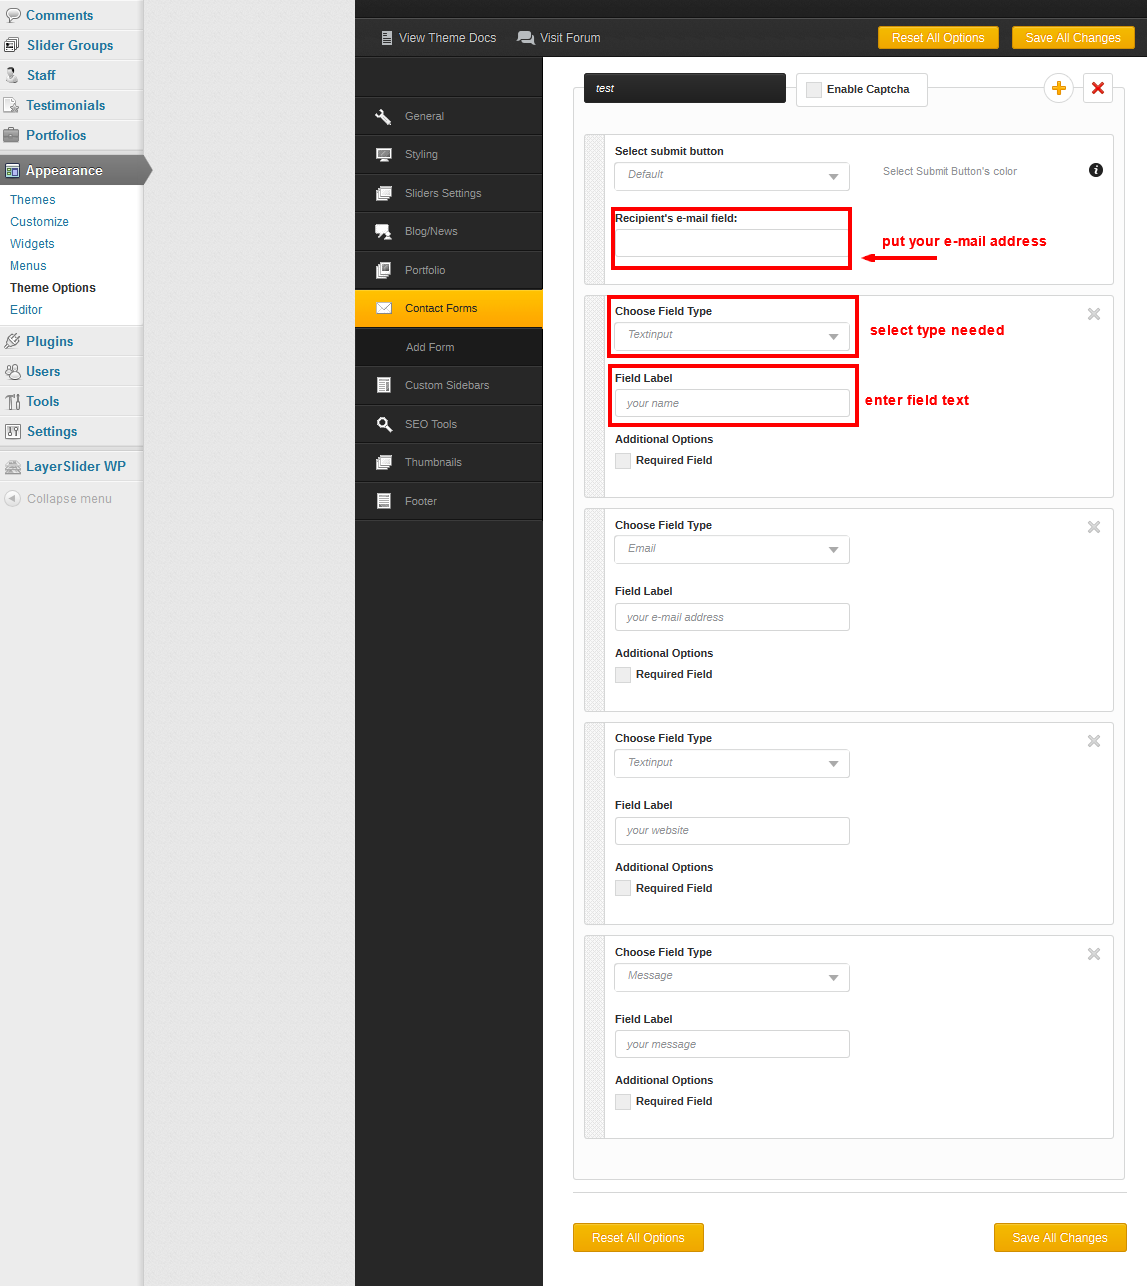 Comments
Slider Groups
Staff
Testimonials
Portfolios
Appearance
Themes
Customize
Widgets
Menus
Theme Options
Editor
Plugins
Users
Tools
Settings
LayerSlider WP
Collapse menu
View Theme Docs
Visit Forum
Reset All Options
Save All Changes
General
Styling
Sliders Settings
Blog/News
Portfolio
Contact Forms
Add Form
Custom Sidebars
SEO Tools
Thumbnails
Footer
test
Enable Captcha
Select submit button
Default
Select Submit Button's color
Recipient's e-mail field:
put your e-mail address
Choose Field Type
Textinput
select type needed
Field Label
your name
enter field text
Additional Options
Required Field
Choose Field Type
Email
Field Label
your e-mail address
Additional Options
Required Field
Choose Field Type
Textinput
Field Label
your website
Additional Options
Required Field
Choose Field Type
Message
Field Label
your message
Additional Options
Required Field
Reset All Options
Save All Changes